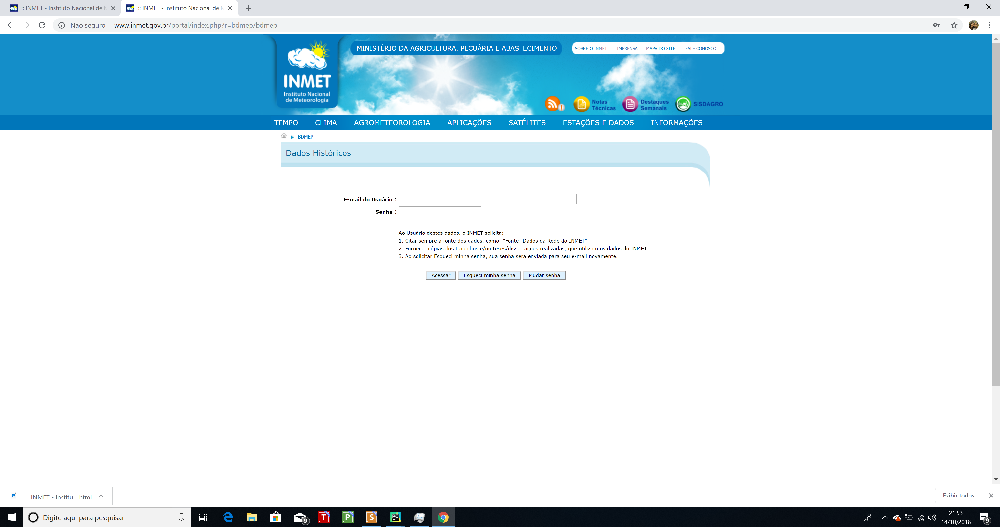 :: INMET - Instituto Nacional de M
:: INMET - Instituto Nacional de M
Não seguro | www.inmet.gov.br/portal/index.php?r=bdmep/bdmep
MINISTÉRIO DA AGRICULTURA, PECUÁRIA E ABASTECIMENTO
SOBRE O INMET IMPRENSA MAPA DO SITE FALE CONOSCO
INMET
Instituto Nacional
de Meteorologia
Notas
Técnicas
Destaques
Semanais
SISDAGRO
TEMPO CLIMA AGROMETEOROLOGIA APLICAÇÕES SATÉLITES ESTAÇÕES E DADOS INFORMAÇÕES
BDMEP
Dados Históricos
E-mail do Usuário :
Senha :
Ao Usuário destes dados, o INMET solicita:
1. Citar sempre a fonte dos dados, como: "Fonte: Dados da Rede do INMET"
2. Fornecer cópias dos trabalhos e/ou teses/dissertações realizadas, que utilizam os dados do INMET.
3. Ao solicitar Esqueci minha senha, sua senha sera enviada para seu e-mail novamente.
Acessar Esqueci minha senha Mudar senha
__ INMET - Institu....html
Exibir todos
Digite aqui para pesquisar
9
T
P
S
PC
21:53
14/10/2018
9